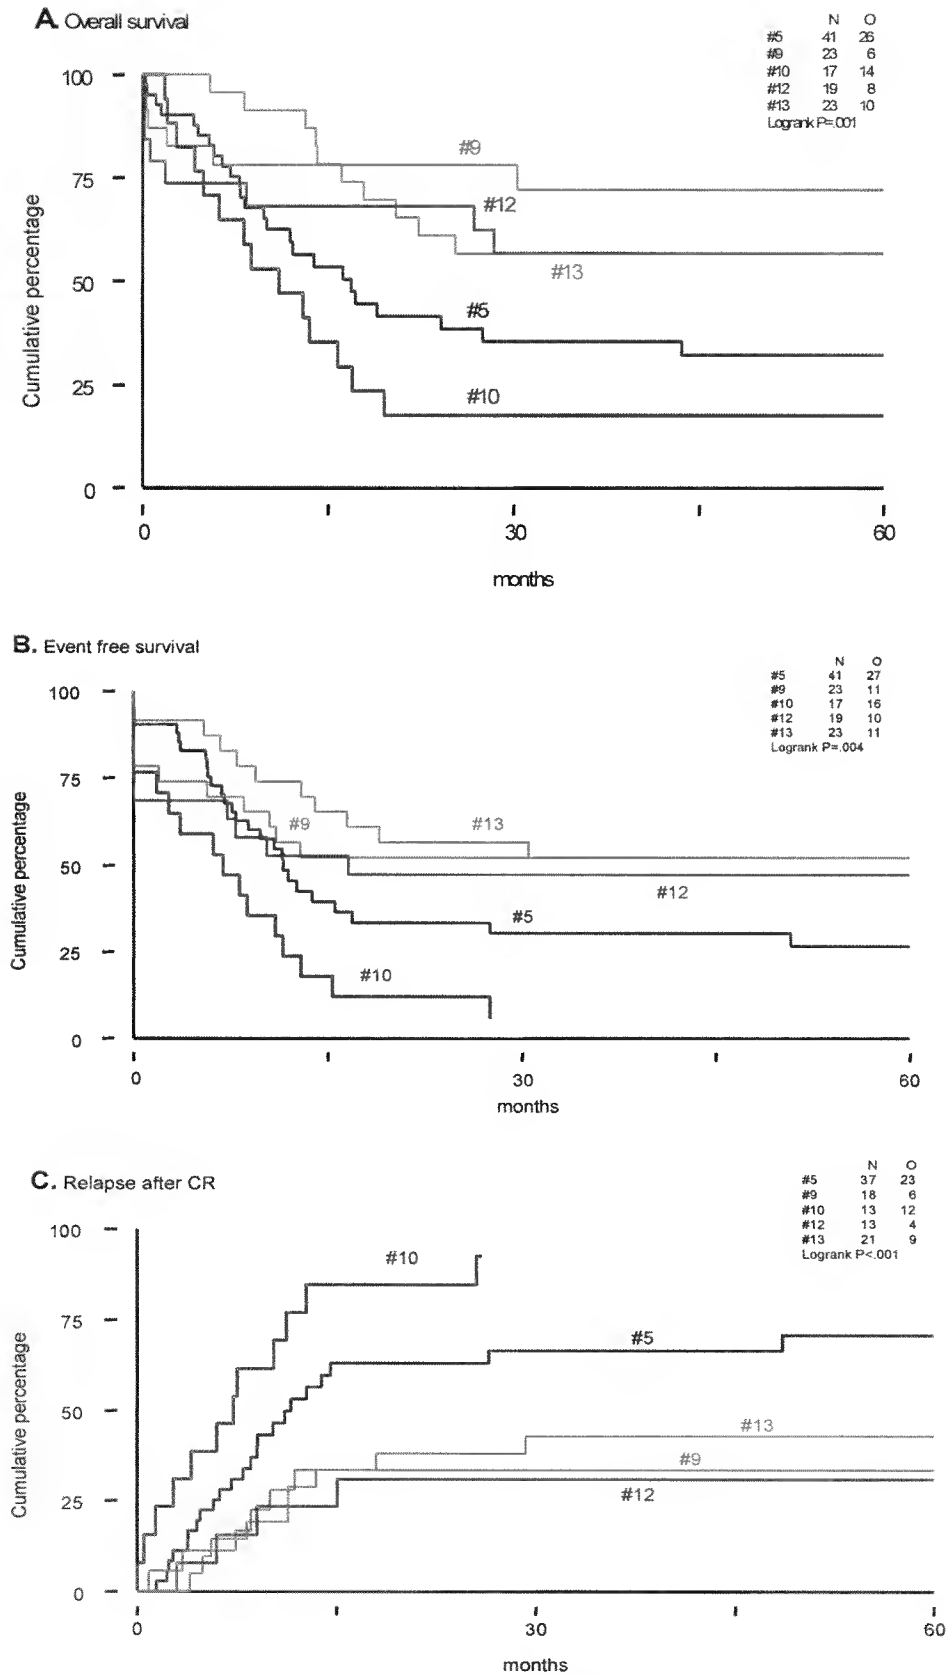 A. Overall survival
N O
#5 41 26
#9 23 6
#10 17 14
#12 19 8
#13 23 10
Logrank P=.001
100
75
50
25
0
Cumulative percentage
#9
#12
#13
#5
#10
0 30 60
months
B. Event free survival
N O
#5 41 27
#9 23 11
#10 17 16
#12 19 10
#13 23 11
Logrank P=.004
100
75
50
25
0
Cumulative percentage
#9
#13
#12
#5
#10
0 30 60
months
C. Relapse after CR
N O
#5 37 23
#9 18 6
#10 13 12
#12 13 4
#13 21 9
Logrank P<.001
100
75
50
25
0
Cumulative percentage
#10
#5
#13
#9
#12
0 30 60
months